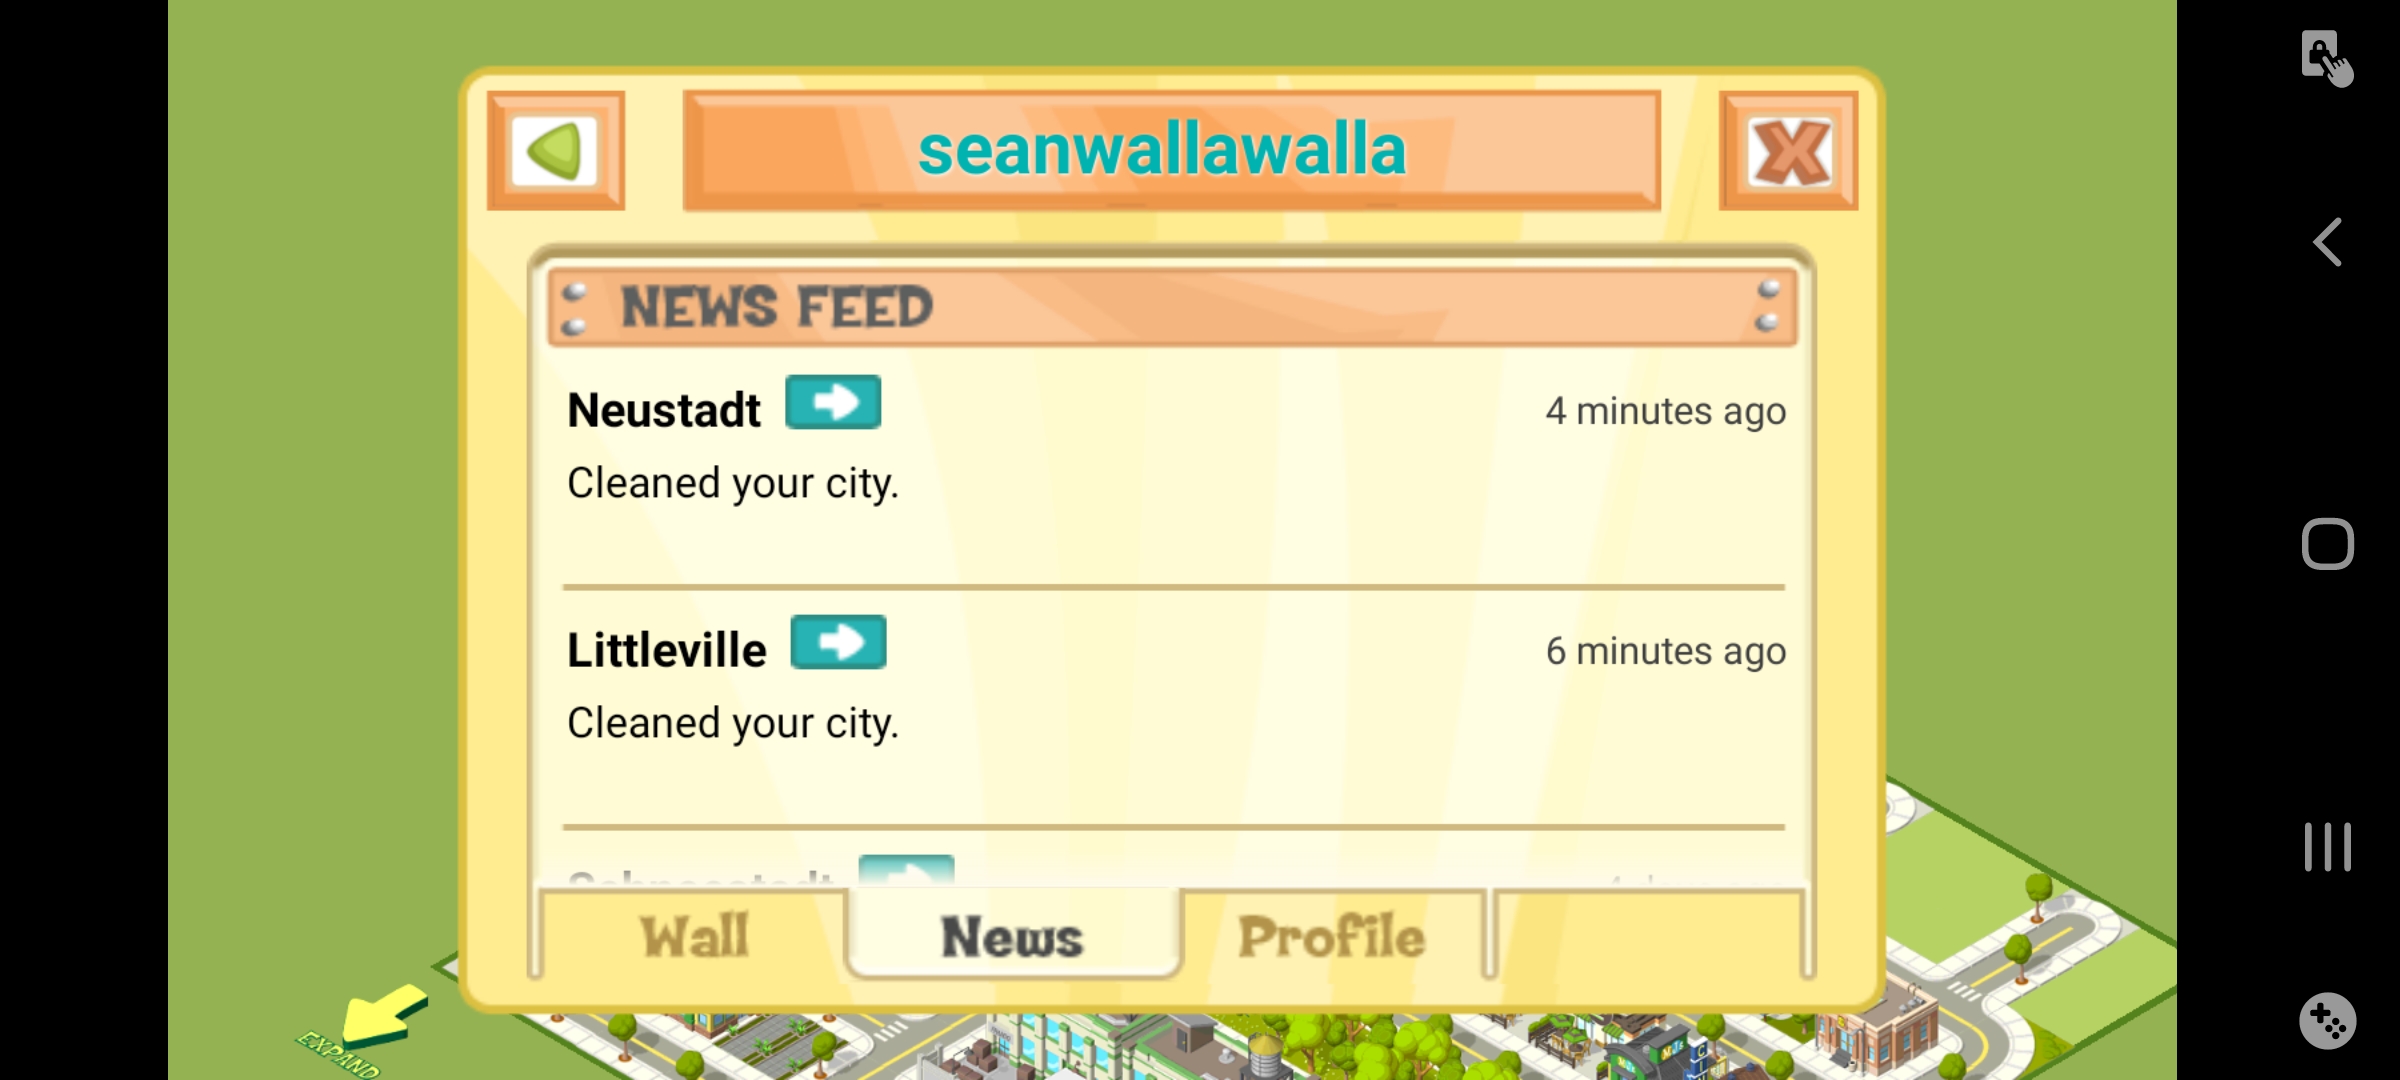 seanwallawalla
NEWS FEED
Neustadt
4 minutes ago
Cleaned your city.
Littleville
6 minutes ago
Cleaned your city.
Wall
News
Profile
EXPAND